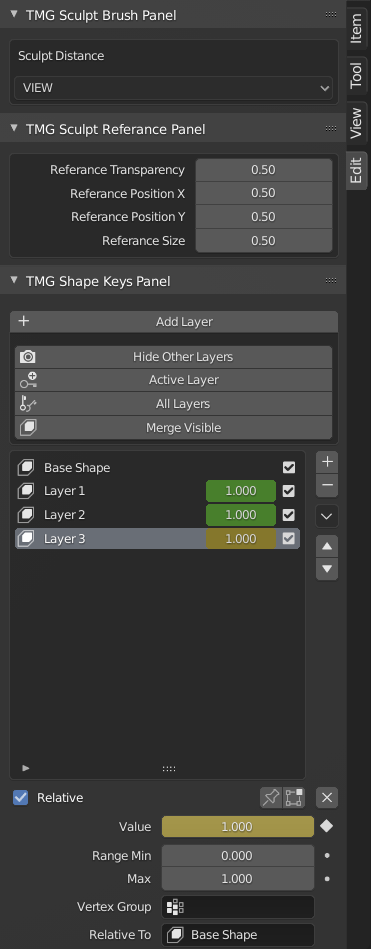 TMG Sculpt Brush Panel
Item
Sculpt Distance
Tool
VIEW
View
TMG Sculpt Referance Panel
Edit
Referance Transparency 0.50
Referance Position X 0.50
Referance Position Y 0.50
Referance Size 0.50
TMG Shape Keys Panel
Add Layer
Hide Other Layers
Active Layer
All Layers
Merge Visible
Base Shape
Layer 1 1.000
Layer 2 1.000
Layer 3 1.000
Relative
Value 1.000
Range Min 0.000
Max 1.000
Vertex Group
Relative To Base Shape